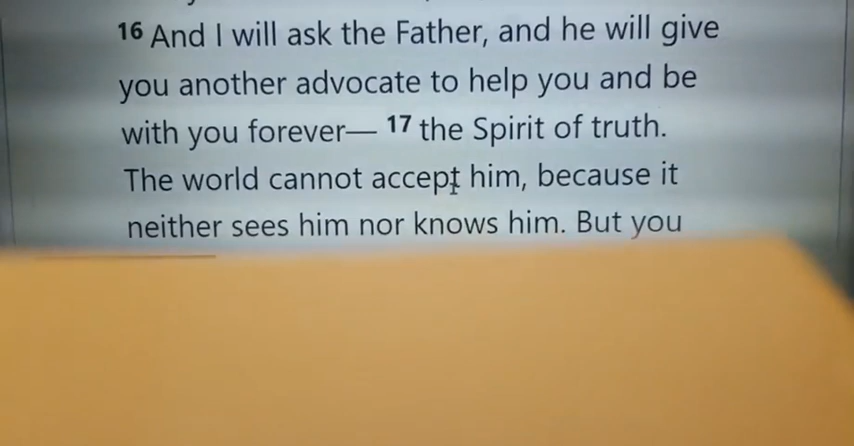 16 And I will ask the Father, and he will give
you another advocate to help you and be
with you forever— 17 the Spirit of truth.
The world cannot accept him, because it
neither sees him nor knows him. But you